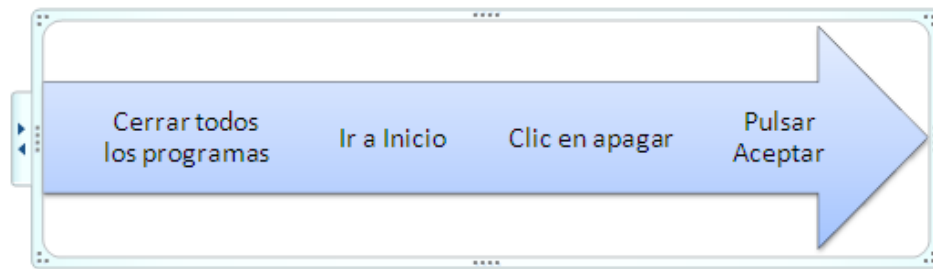 Cerrar todos
los programas
Ir a Inicio
Clic en apagar
Pulsar
Aceptar